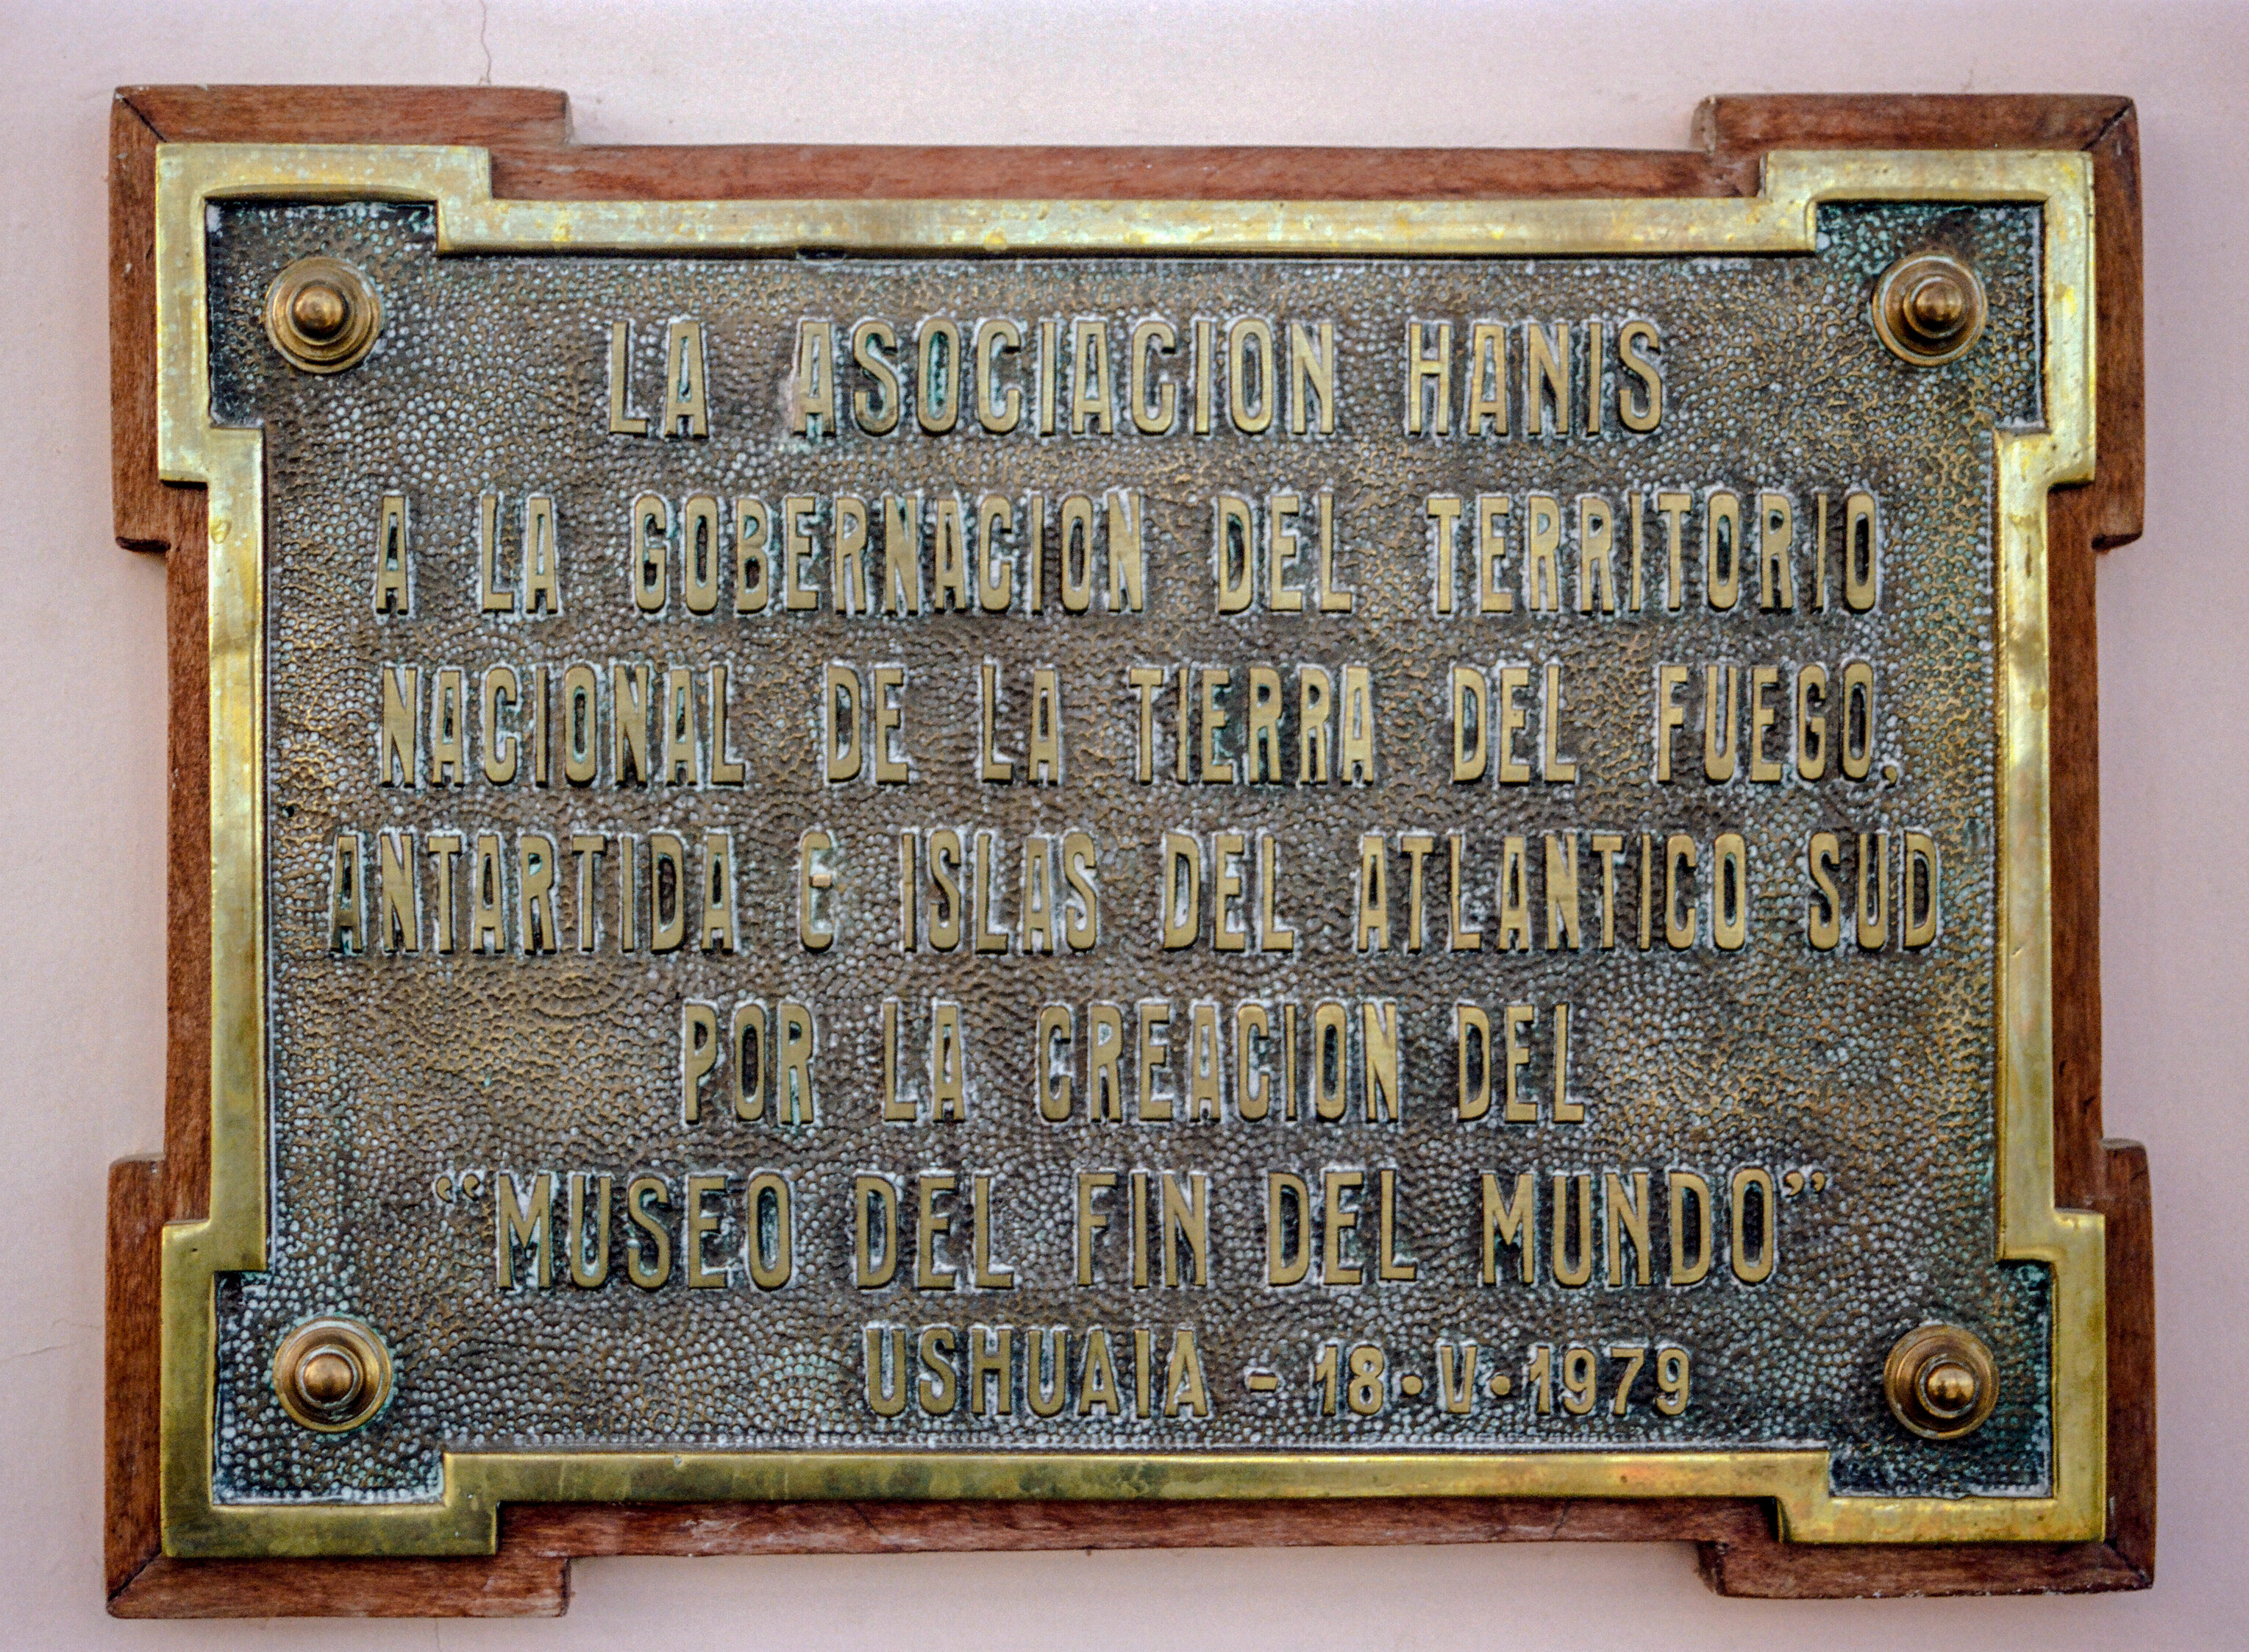 LA ASOCIACION HANIS
A LA GOBERNACION DEL TERRITORIO
NACIONAL DE LA TIERRA DEL FUEGO,
ANTARTIDA E ISLAS DEL ATLANTICO SUD
POR LA CREACION DEL
“MUSEO DEL FIN DEL MUNDO”
USHUAIA - 18·V·1979